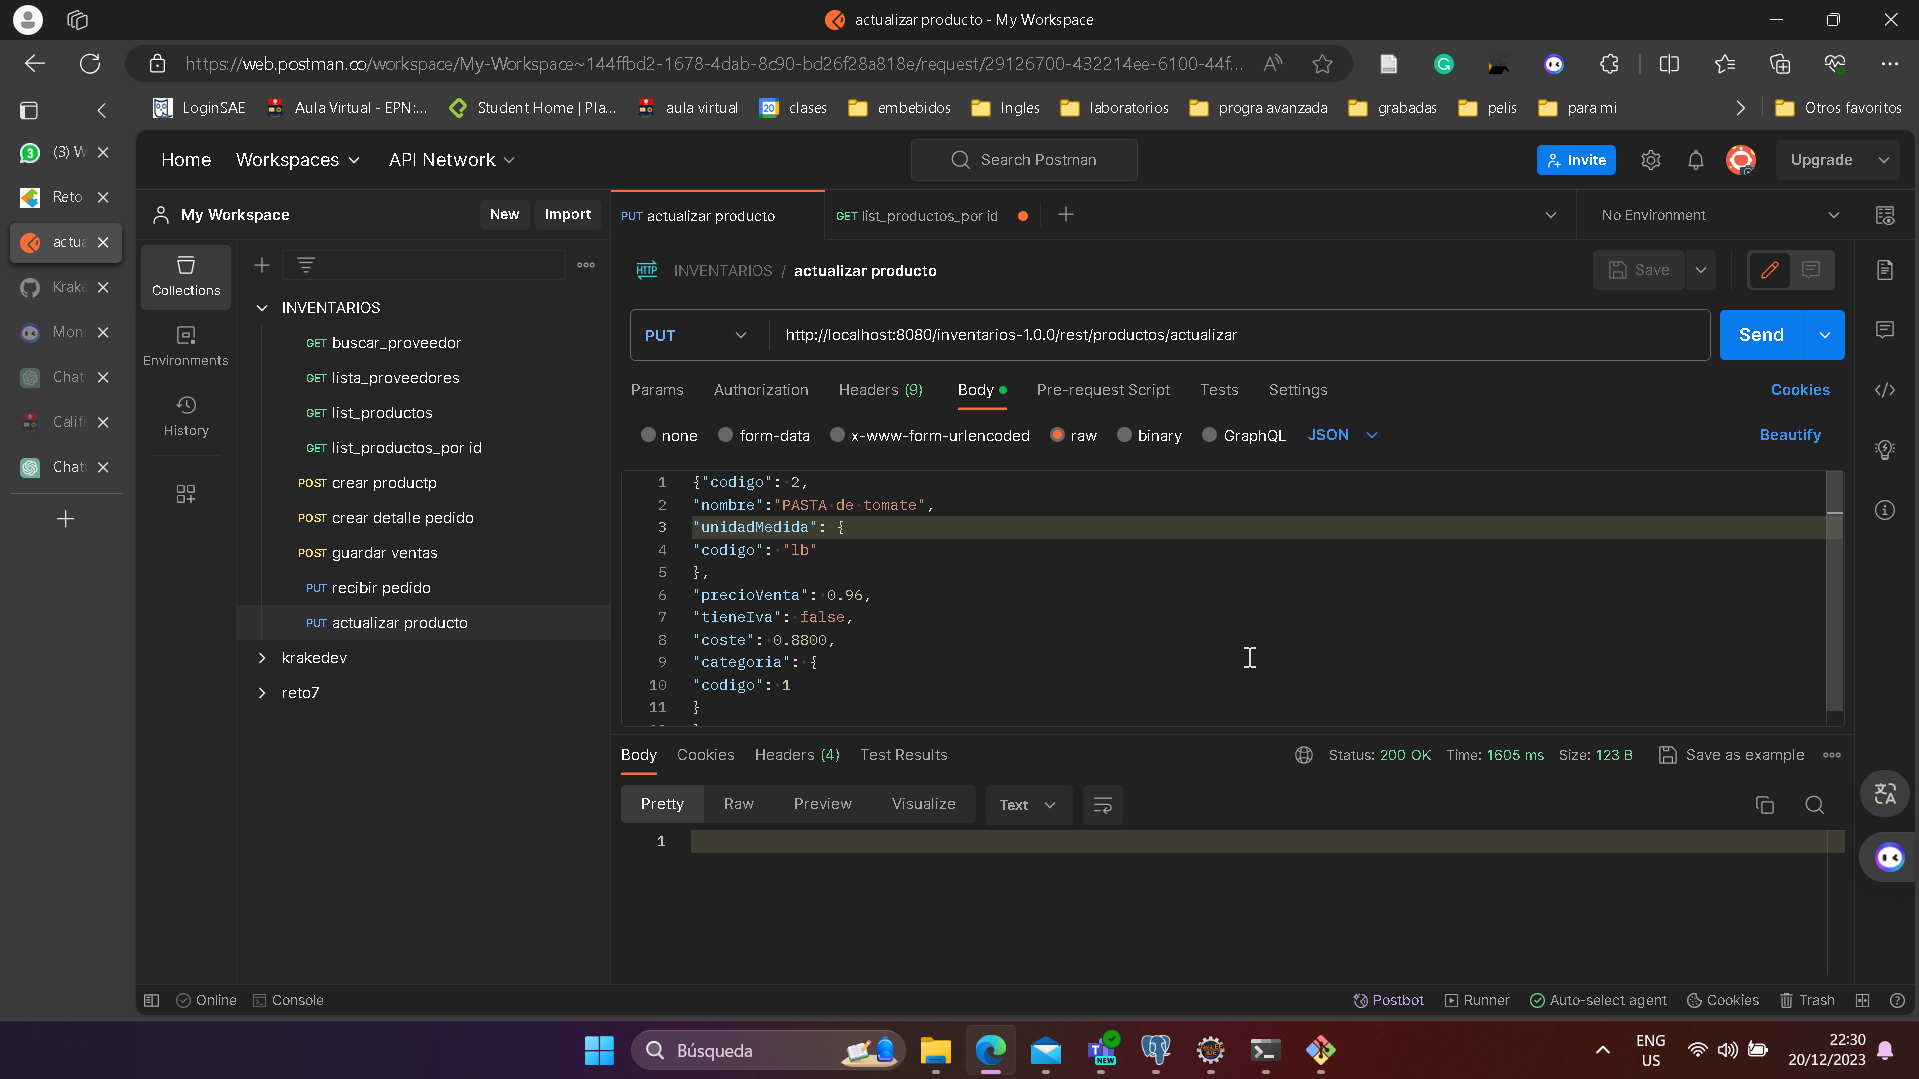 actualizar producto - My Workspace
https://web.postman.co/workspace/My-Workspace~144ffbd2-1678-4dab-8c90-bd26f28a818e/request/29126700-432214ee-6100-44f...
LoginSAE
Aula Virtual - EPN:...
Student Home | Pla...
aula virtual
20
clases
embebidos
Ingles
laboratorios
progra avanzada
grabadas
pelis
para mi
Otros favoritos
3
(3) W
Reto
actua
Krake
Moni
Chat
Calif
Chat
Home
Workspaces
API Network
Search Postman
Invite
Upgrade
My Workspace
New
Import
PUT actualizar producto
GET list_productos_por id
No Environment
Collections
Environments
History
INVENTARIOS
GET buscar_proveedor
GET lista_proveedores
GET list_productos
GET list_productos_por id
POST crear productp
POST crear detalle pedido
POST guardar ventas
PUT recibir pedido
PUT actualizar producto
krakedev
reto7
HTTP
INVENTARIOS / actualizar producto
Save
PUT
http://localhost:8080/inventarios-1.0.0/rest/productos/actualizar
Send
Params
Authorization
Headers (9)
Body
Pre-request Script
Tests
Settings
Cookies
none
form-data
x-www-form-urlencoded
raw
binary
GraphQL
JSON
Beautify
1 {"codigo": 2,
2 "nombre":"PASTA de tomate",
3 "unidadMedida": {
4 "codigo": "lb"
5 },
6 "precioVenta": 0.96,
7 "tieneIva": false,
8 "coste": 0.8800,
9 "categoria": {
10 "codigo": 1
11 }
Body
Cookies
Headers (4)
Test Results
Status: 200 OK
Time: 1605 ms
Size: 123 B
Save as example
Pretty
Raw
Preview
Visualize
Text
1
Online
Console
Postbot
Runner
Auto-select agent
Cookies
Trash
Búsqueda
NEW
ENG
US
22:30
20/12/2023